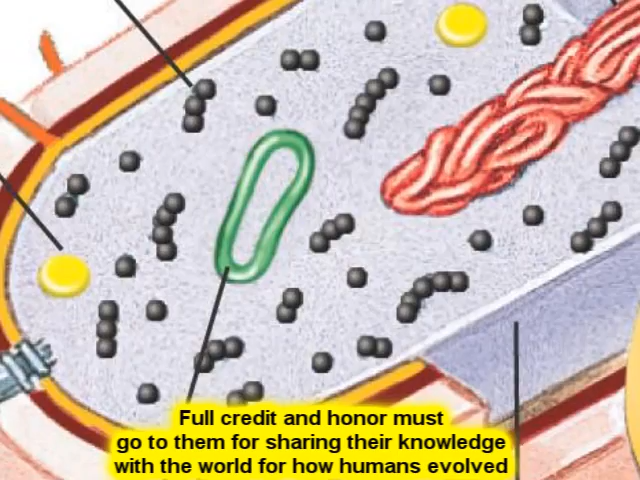 Full credit and honor must
go to them for sharing their knowledge
with the world for how humans evolved